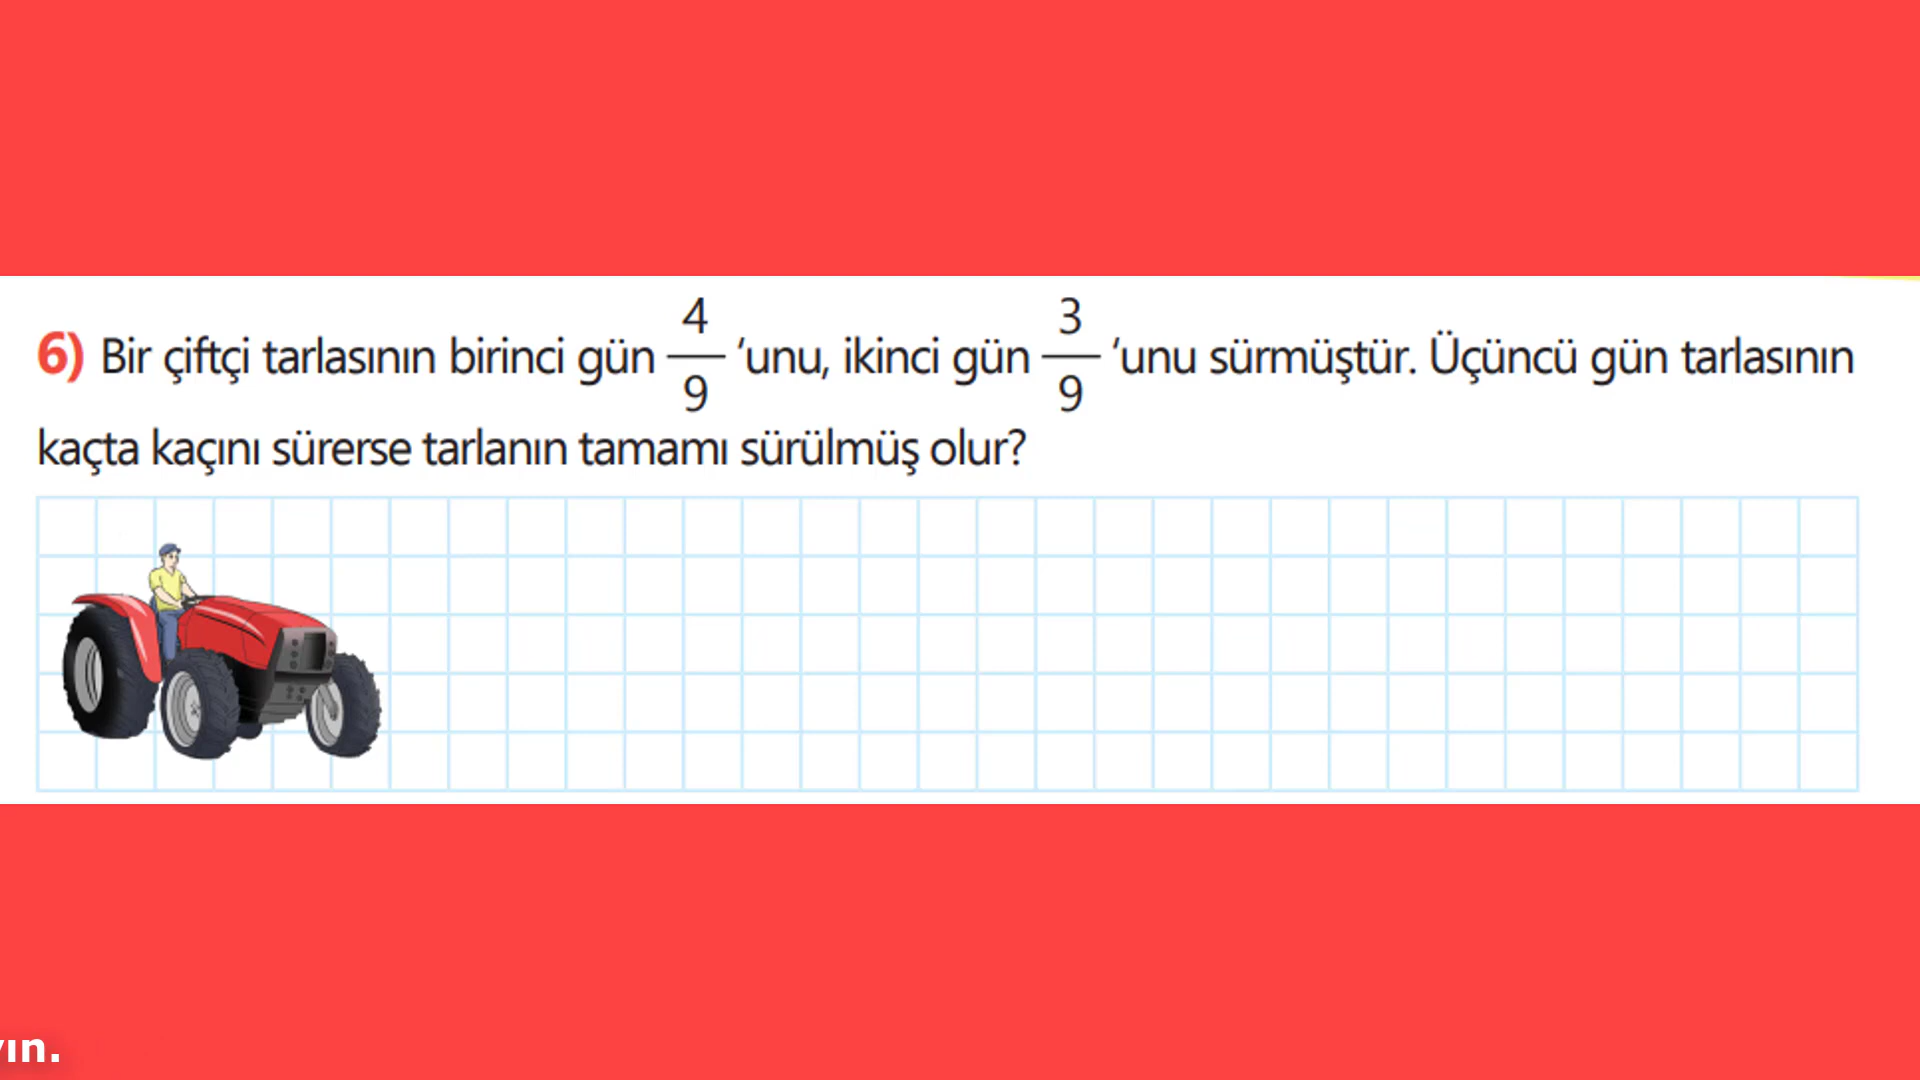 6) Bir çiftçi tarlasının birinci gün 4/9 ‘unu, ikinci gün 3/9 ‘unu sürmüştür. Üçüncü gün tarlasının
kaçta kaçını sürerse tarlanın tamamı sürülmüş olur?
yın.